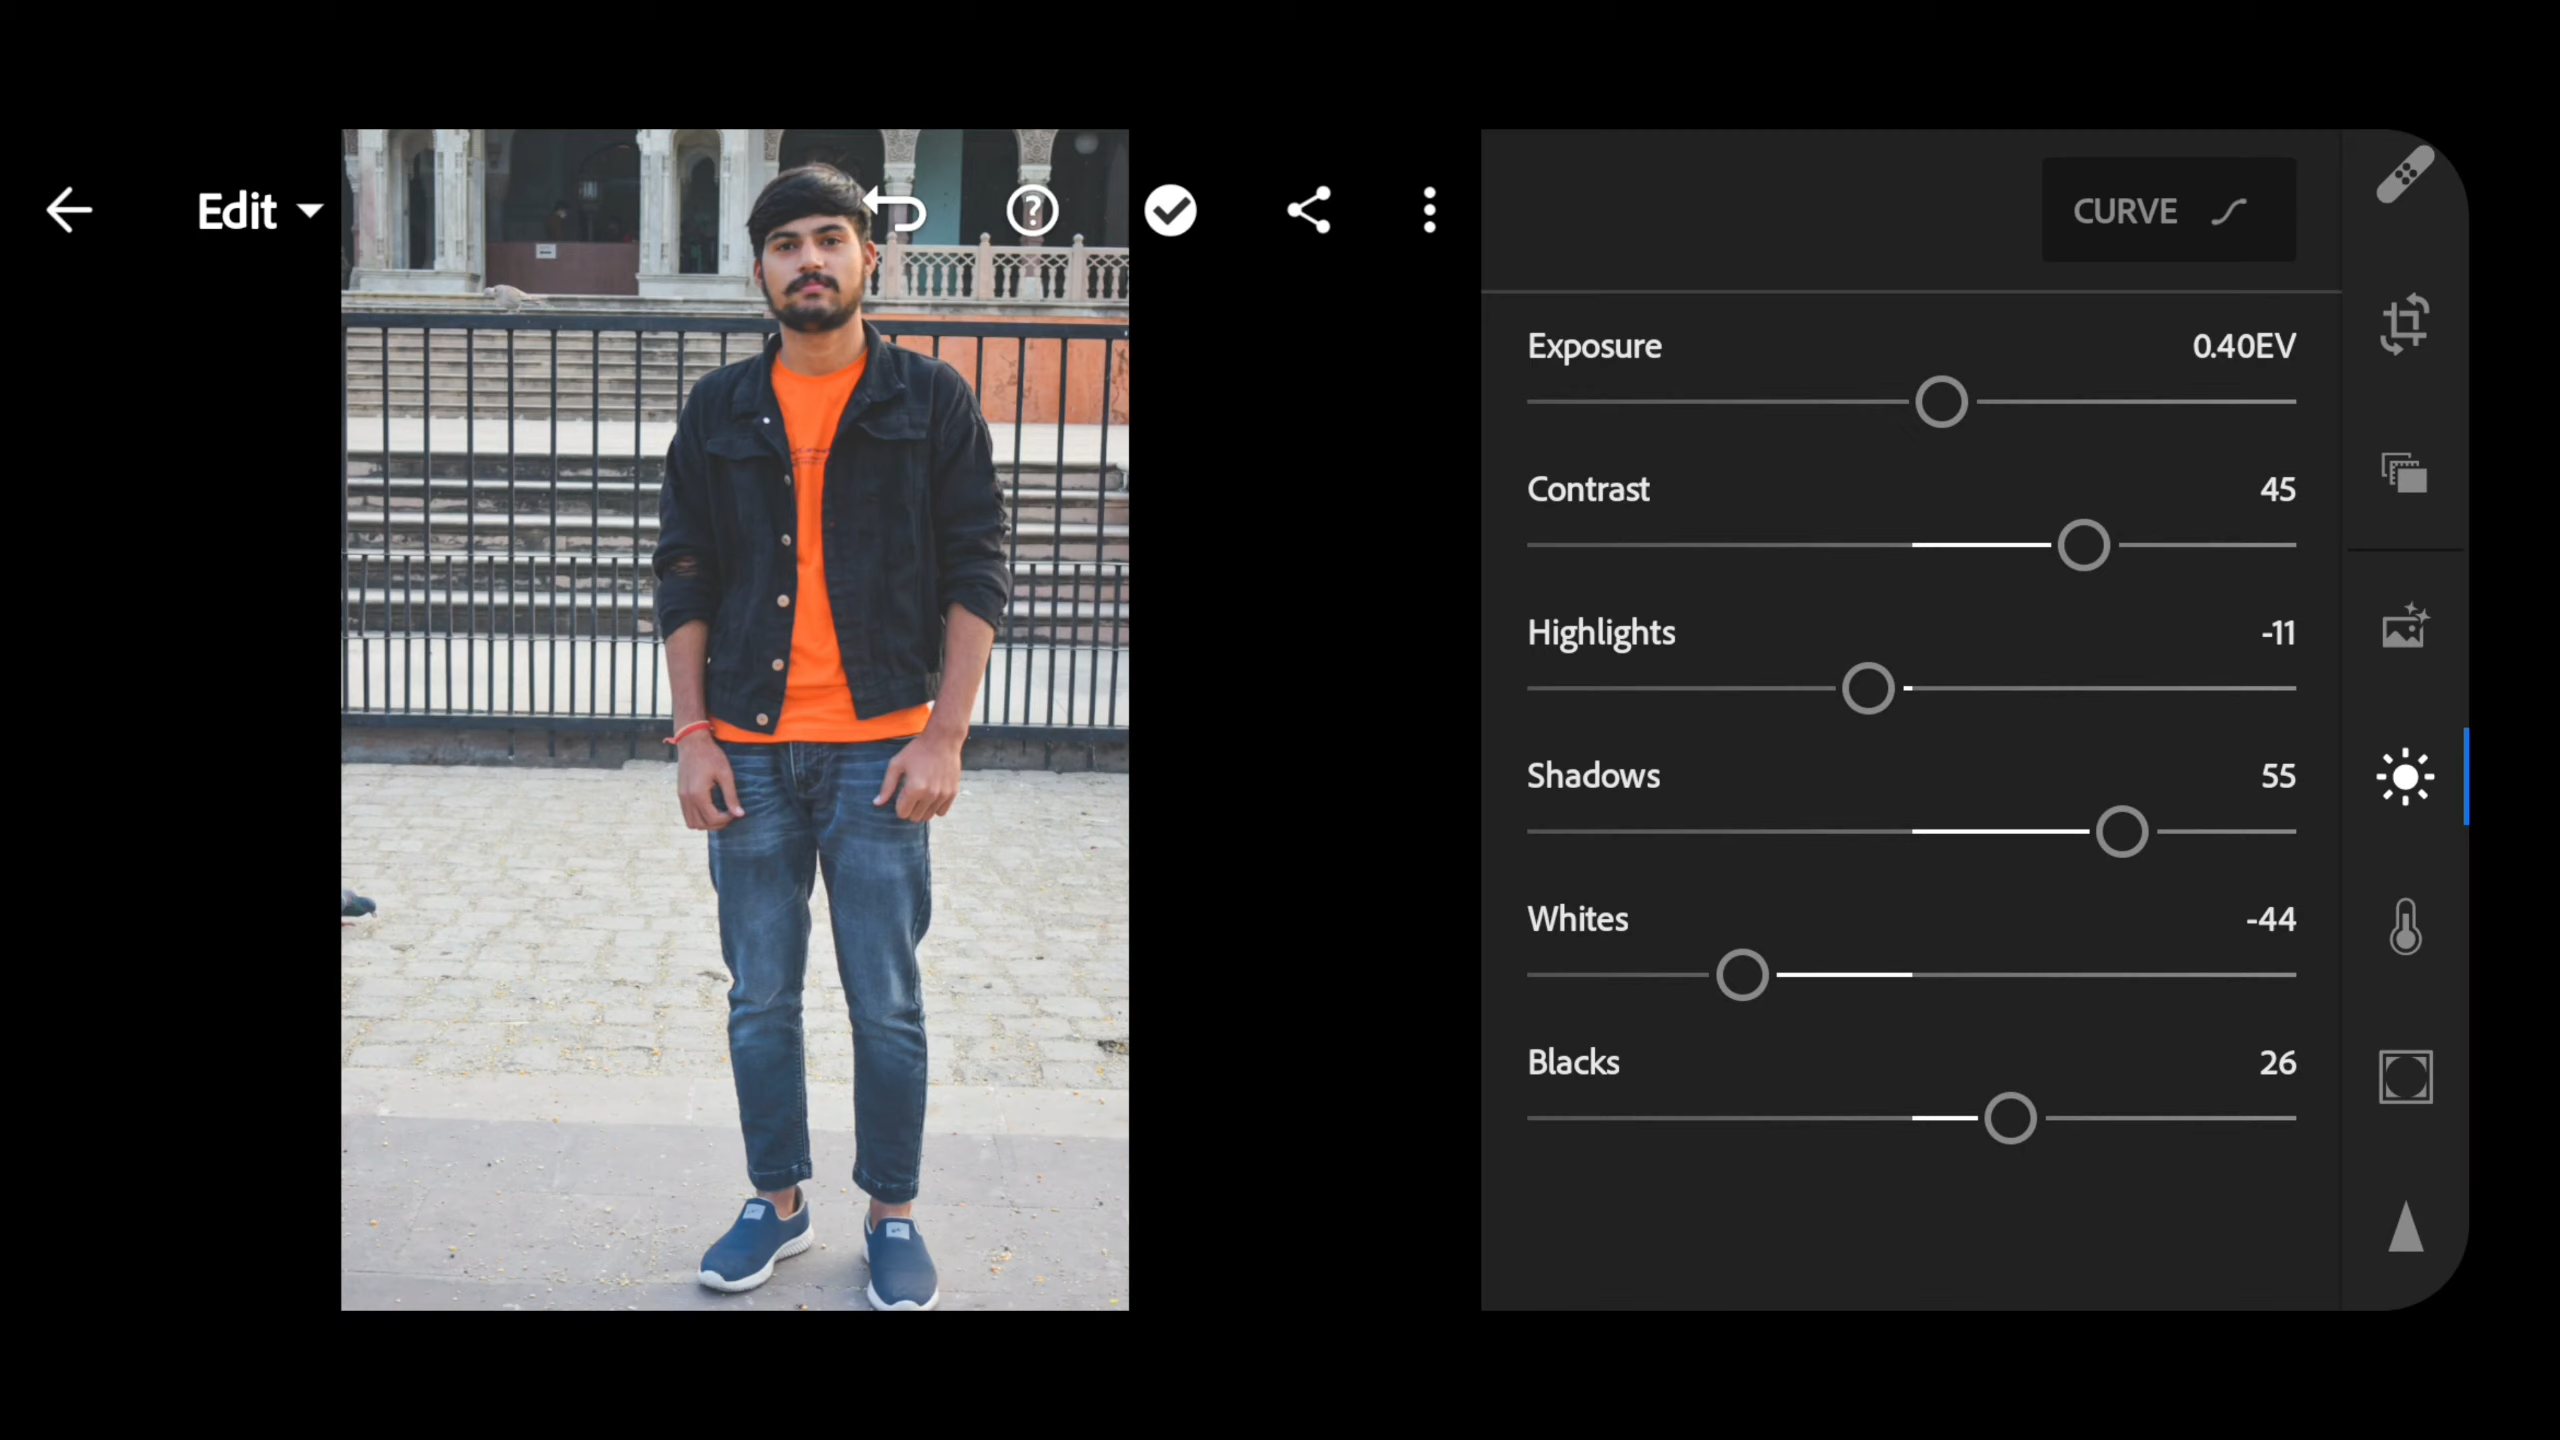 Edit
CURVE
Exposure 0.40EV
Contrast 45
Highlights -11
Shadows 55
Whites -44
Blacks 26